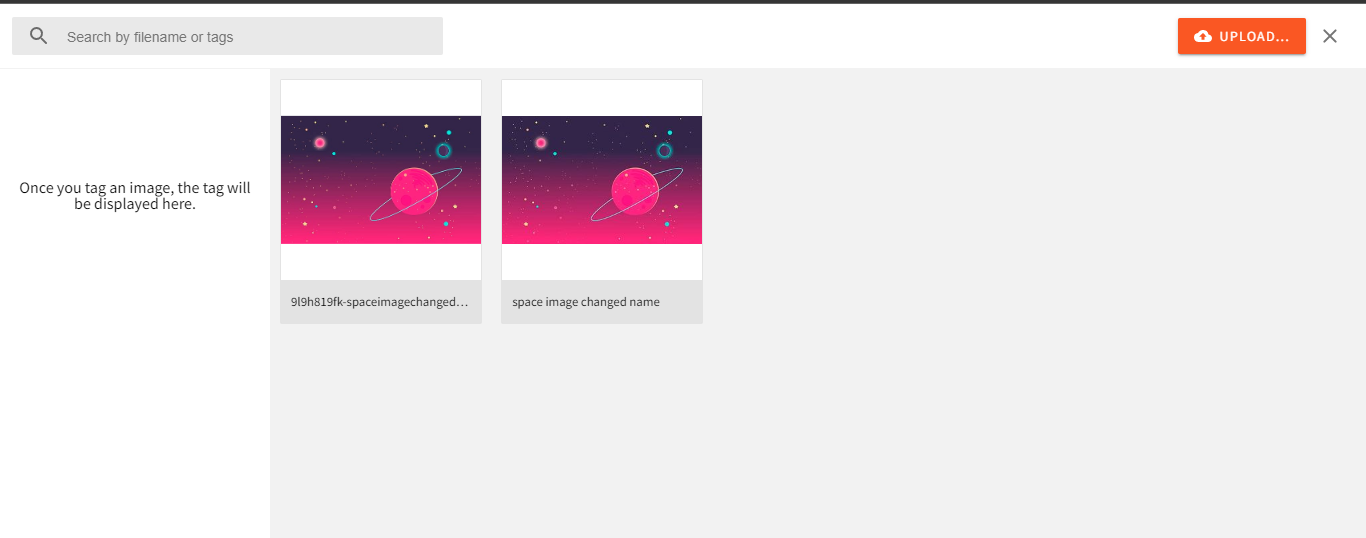 Search by filename or tags
UPLOAD...
Once you tag an image, the tag will
be displayed here.
9l9h819fk-spaceimagechanged...
space image changed name